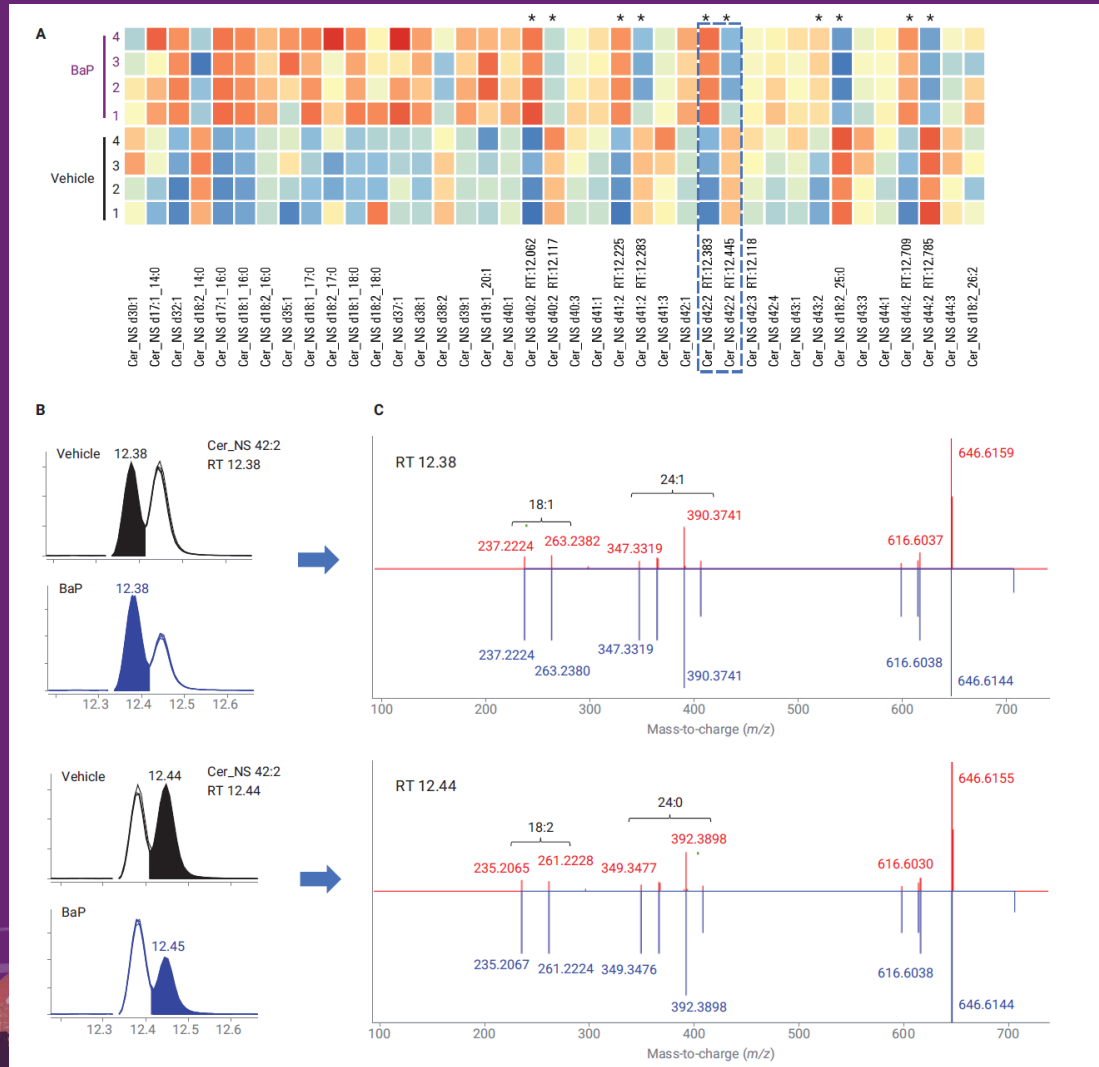 * * * * * * * * * *
A
BaP
4
3
2
1
Vehicle
4
3
2
1
Cer_NS d30:1
Cer_NS d17:1_14:0
Cer_NS d32:1
Cer_NS d18:2_14:0
Cer_NS d17:1_16:0
Cer_NS d18:1_16:0
Cer_NS d18:2_16:0
Cer_NS d35:1
Cer_NS d18:1_17:0
Cer_NS d18:2_17:0
Cer_NS d18:1_18:0
Cer_NS d18:2_18:0
Cer_NS d37:1
Cer_NS d38:1
Cer_NS d38:2
Cer_NS d39:1
Cer_NS d19:1_20:1
Cer_NS d40:1
Cer_NS d40:2 RT:12.062
Cer_NS d40:2 RT:12.117
Cer_NS d40:3
Cer_NS d41:1
Cer_NS d41:2 RT:12.225
Cer_NS d41:2 RT:12.283
Cer_NS d41:3
Cer_NS d42:1
Cer_NS d42:2 RT:12.383
Cer_NS d42:2 RT:12.445
Cer_NS d42:3 RT:12.118
Cer_NS d42:4
Cer_NS d43:1
Cer_NS d43:2
Cer_NS d18:2_25:0
Cer_NS d43:3
Cer_NS d44:1
Cer_NS d44:2 RT:12.709
Cer_NS d44:2 RT:12.785
Cer_NS d44:3
Cer_NS d18:2_26:2
B
Vehicle 12.38
Cer_NS 42:2
RT 12.38
BaP
12.38
12.3 12.4 12.5 12.6
Vehicle 12.44
Cer_NS 42:2
RT 12.44
BaP
12.45
12.3 12.4 12.5 12.6
C
RT 12.38
646.6159
24:1
18:1
390.3741
237.2224 263.2382 347.3319
616.6037
237.2224
263.2380
347.3319
390.3741
616.6038
646.6144
100 200 300 400 500 600 700
Mass-to-charge (m/z)
RT 12.44
646.6155
24:0
18:2
392.3898
235.2065 261.2228 349.3477
616.6030
235.2067 261.2224 349.3476
392.3898
616.6038
646.6144
100 200 300 400 500 600 700
Mass-to-charge (m/z)